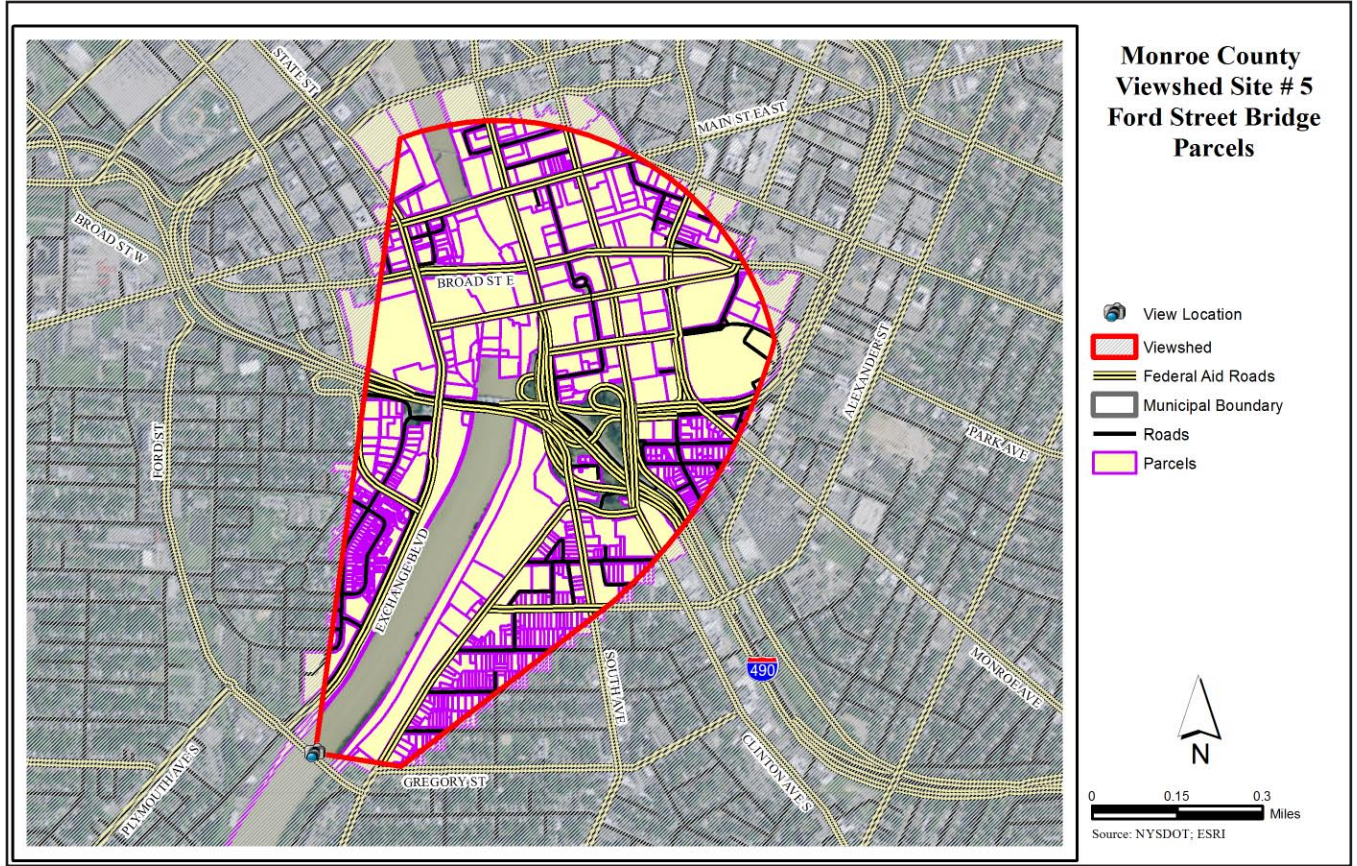 Monroe County
Viewshed Site # 5
Ford Street Bridge
Parcels
STATE ST
MAIN ST EAST
BROAD ST W
BROAD ST E
ALEXANDER ST
PARK AVE
FORD ST
EXCHANGE BLVD
SOUTH AVE
490
MONROE AVE
CLINTON AVE S
PLYMOUTH AVE S
GREGORY ST
View Location
Viewshed
Federal Aid Roads
Municipal Boundary
Roads
Parcels
N
0 0.15 0.3
Miles
Source: NYSDOT; ESRI